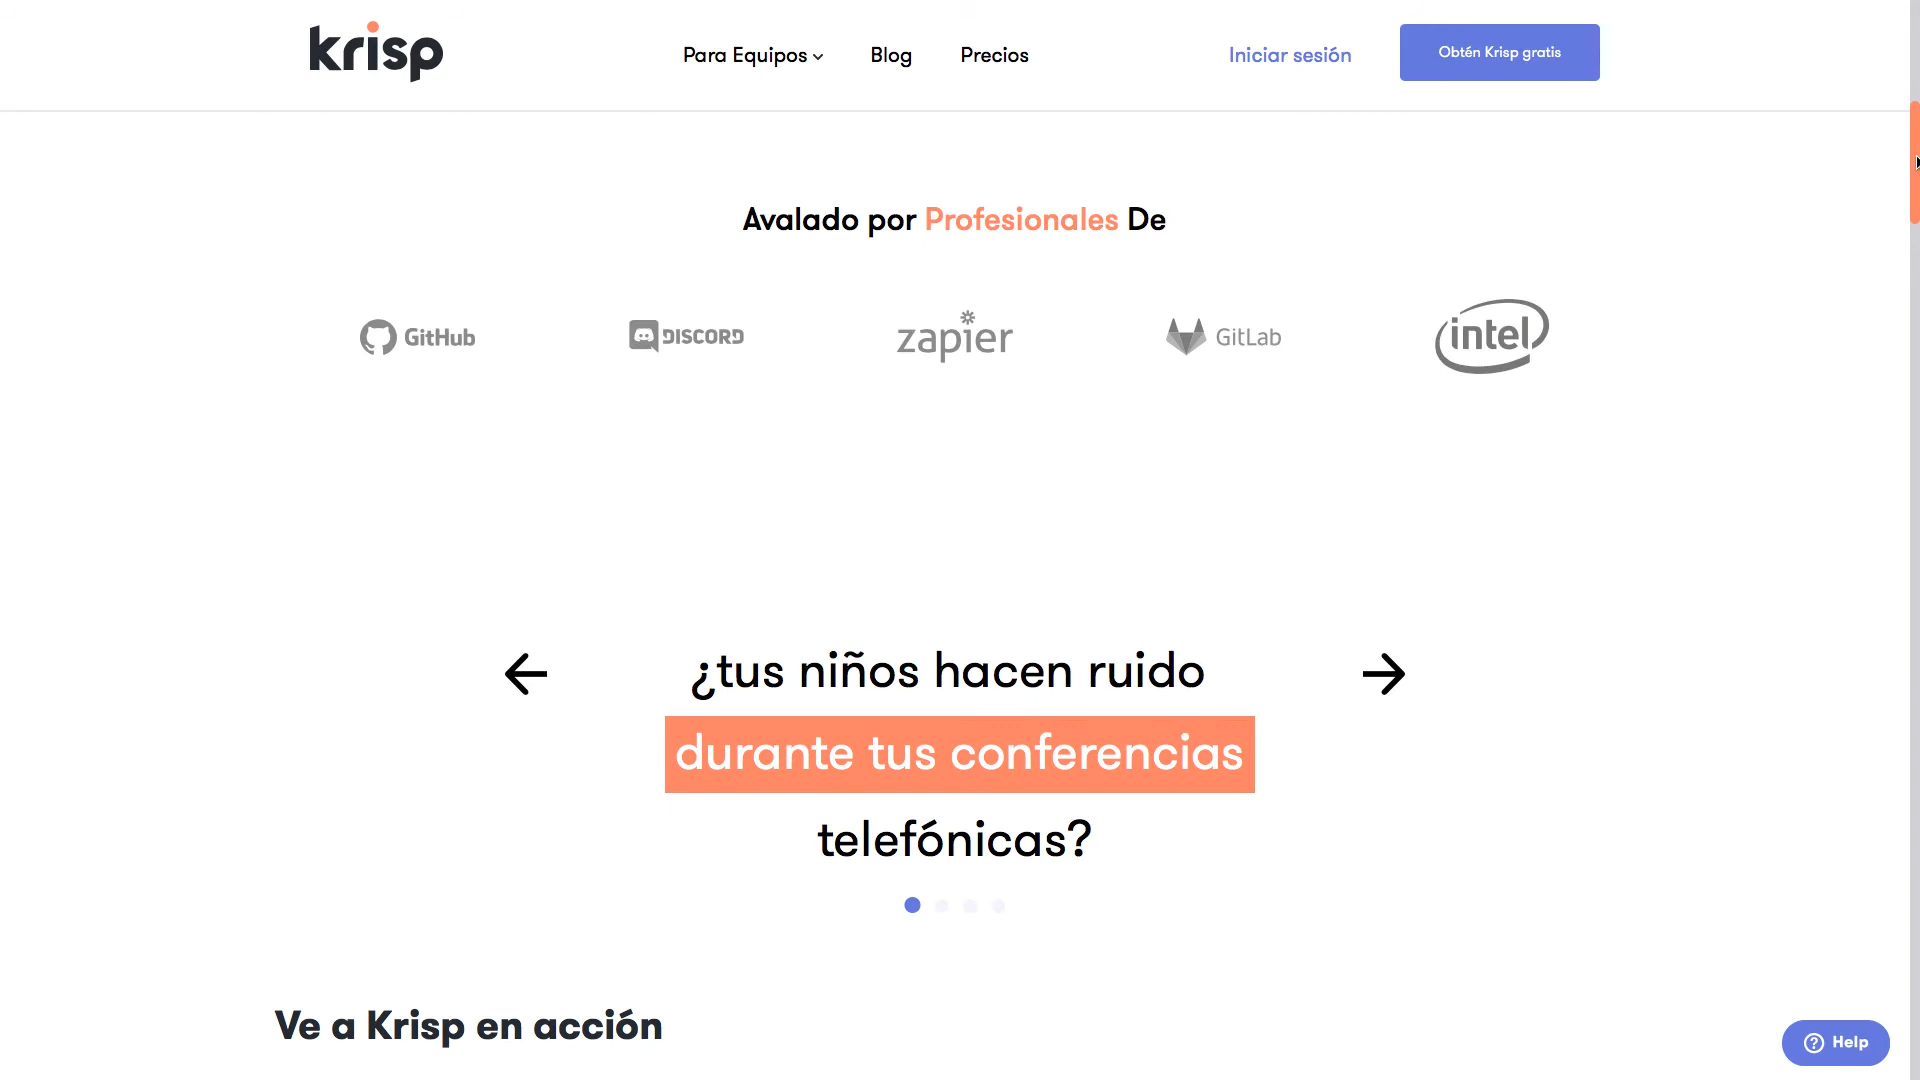 krisp
Para Equipos
Blog
Precios
Iniciar sesión
Obtén Krisp gratis
Avalado por Profesionales De
GitHub
DISCORD
zapier
GitLab
intel
¿tus niños hacen ruido
durante tus conferencias
telefónicas?
Ve a Krisp en acción
? Help